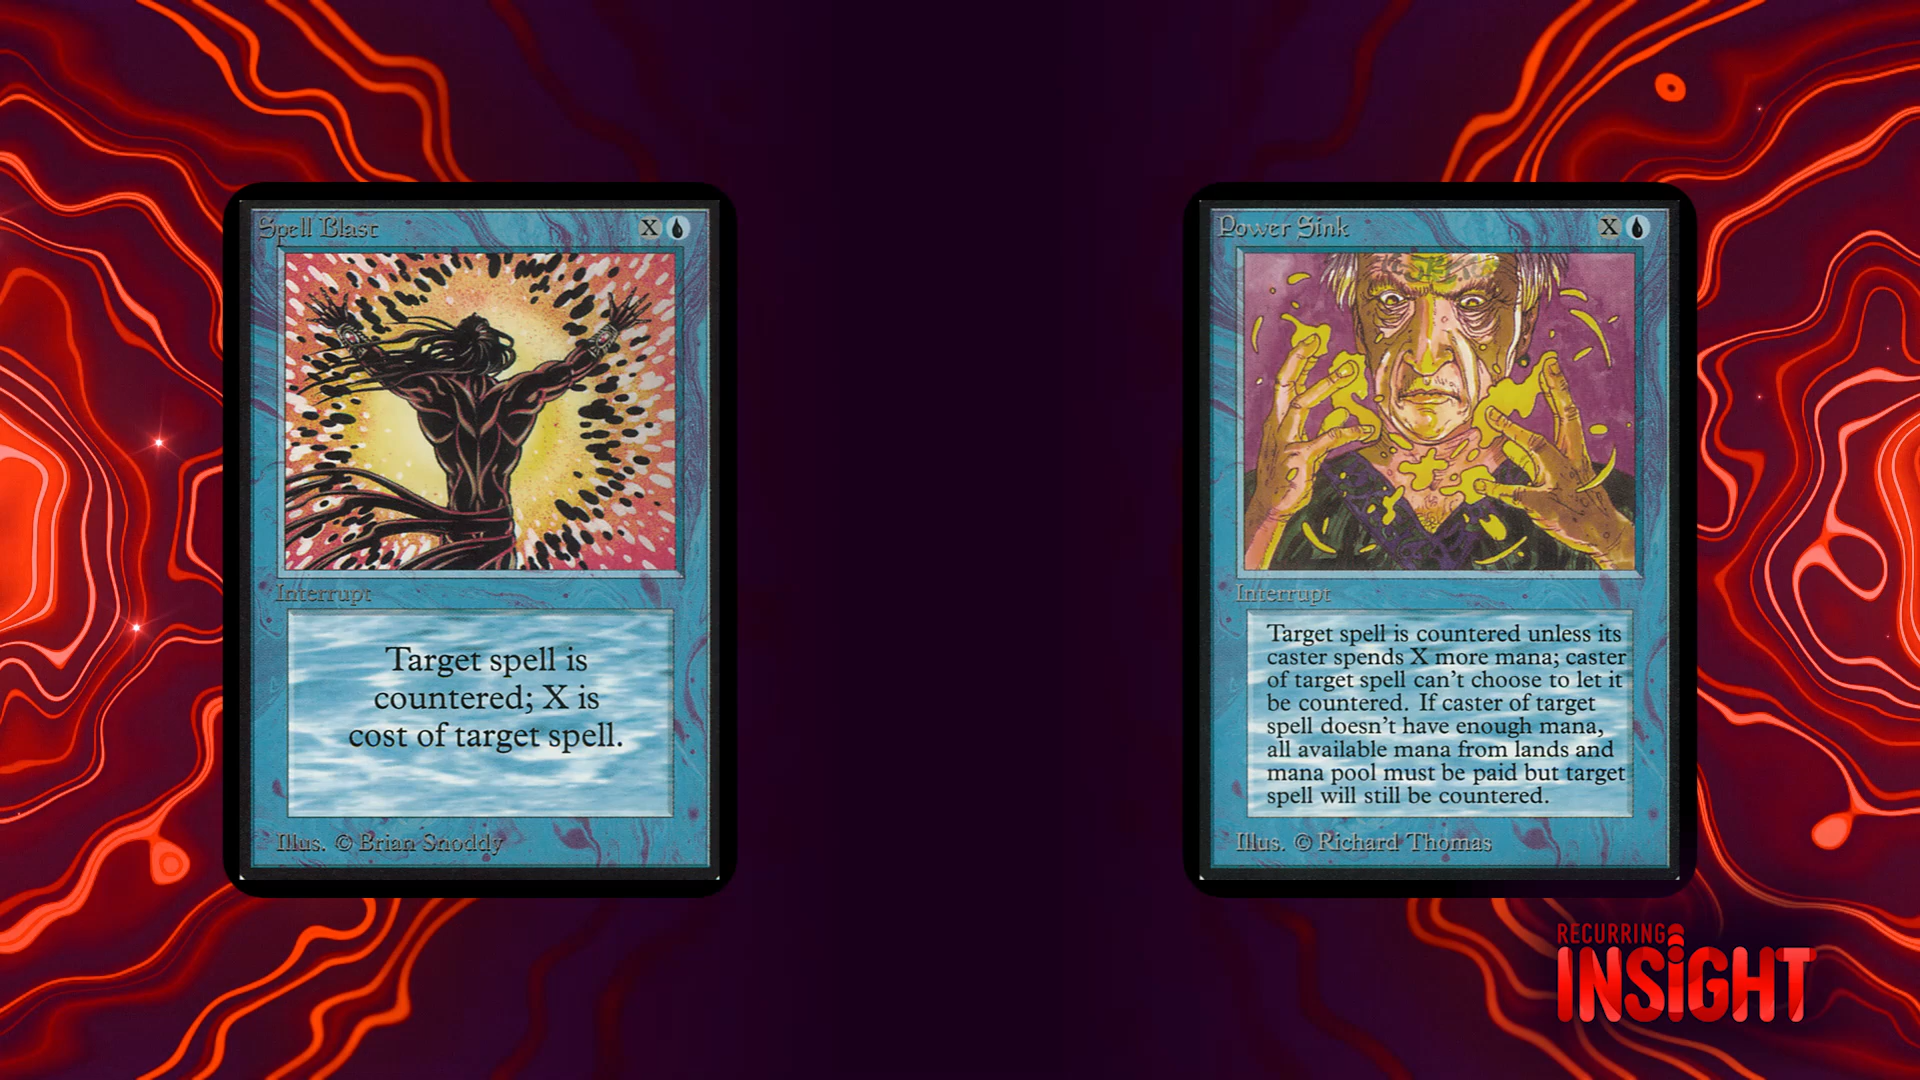 Spell Blast
X
Interrupt
Target spell is
countered; X is
cost of target spell.
Illus. © Brian Snoddy
Power Sink
X
Interrupt
Target spell is countered unless its
caster spends X more mana; caster
of target spell can't choose to let it
be countered. If caster of target
spell doesn't have enough mana,
all available mana from lands and
mana pool must be paid but target
spell will still be countered.
Illus. © Richard Thomas
RECURRING
INSiGHT